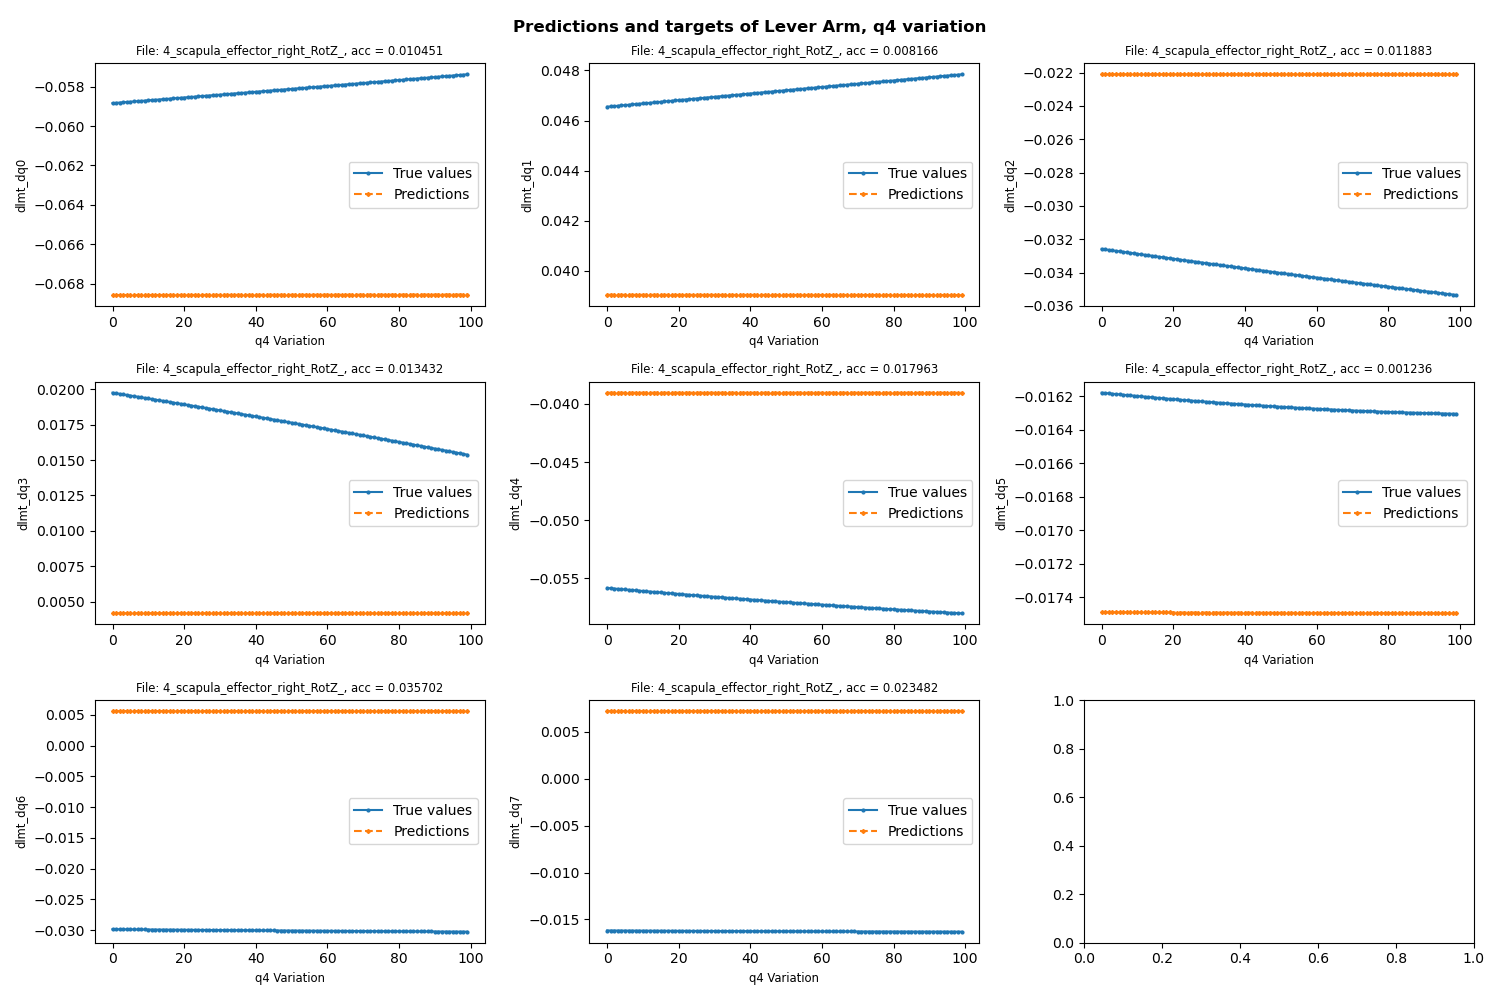 Predictions and targets of Lever Arm, q4 variation
File: 4_scapula_effector_right_RotZ_, acc = 0.010451
dlmt_dq0
−0.058
−0.060
−0.062
−0.064
−0.066
−0.068
True values
Predictions
0 20 40 60 80 100
q4 Variation
File: 4_scapula_effector_right_RotZ_, acc = 0.008166
dlmt_dq1
0.048
0.046
0.044
0.042
0.040
True values
Predictions
0 20 40 60 80 100
q4 Variation
File: 4_scapula_effector_right_RotZ_, acc = 0.011883
dlmt_dq2
−0.022
−0.024
−0.026
−0.028
−0.030
−0.032
−0.034
−0.036
True values
Predictions
0 20 40 60 80 100
q4 Variation
File: 4_scapula_effector_right_RotZ_, acc = 0.013432
dlmt_dq3
0.0200
0.0175
0.0150
0.0125
0.0100
0.0075
0.0050
True values
Predictions
0 20 40 60 80 100
q4 Variation
File: 4_scapula_effector_right_RotZ_, acc = 0.017963
dlmt_dq4
−0.040
−0.045
−0.050
−0.055
True values
Predictions
0 20 40 60 80 100
q4 Variation
File: 4_scapula_effector_right_RotZ_, acc = 0.001236
dlmt_dq5
−0.0162
−0.0164
−0.0166
−0.0168
−0.0170
−0.0172
−0.0174
True values
Predictions
0 20 40 60 80 100
q4 Variation
File: 4_scapula_effector_right_RotZ_, acc = 0.035702
dlmt_dq6
0.005
0.000
−0.005
−0.010
−0.015
−0.020
−0.025
−0.030
True values
Predictions
0 20 40 60 80 100
q4 Variation
File: 4_scapula_effector_right_RotZ_, acc = 0.023482
dlmt_dq7
0.005
0.000
−0.005
−0.010
−0.015
True values
Predictions
0 20 40 60 80 100
q4 Variation
1.0
0.8
0.6
0.4
0.2
0.0
0.0 0.2 0.4 0.6 0.8 1.0